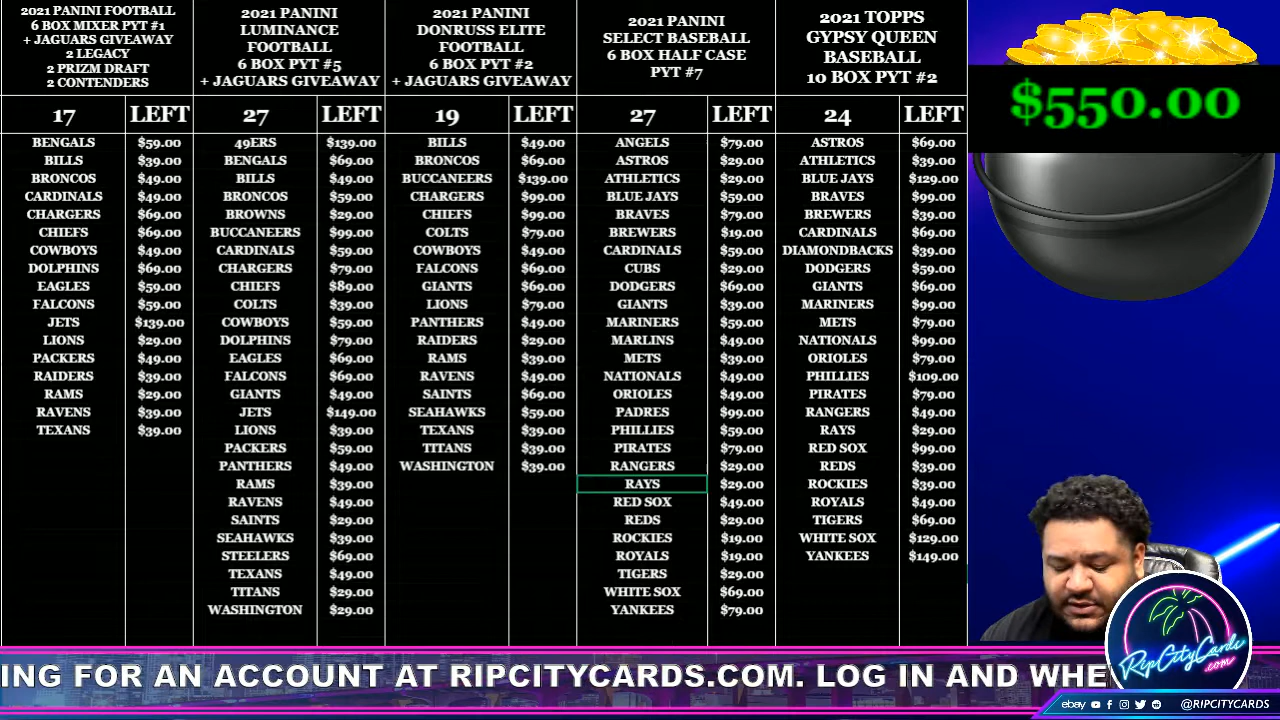 2021 PANINI FOOTBALL
6 BOX MIXER PYT #1
+ JAGUARS GIVEAWAY
2 LEGACY
2 PRIZM DRAFT
2 CONTENDERS
17 LEFT
BENGALS $59.00
BILLS $39.00
BRONCOS $49.00
CARDINALS $49.00
CHARGERS $69.00
CHIEFS $69.00
COWBOYS $49.00
DOLPHINS $69.00
EAGLES $59.00
FALCONS $59.00
JETS $139.00
LIONS $29.00
PACKERS $49.00
RAIDERS $39.00
RAMS $29.00
RAVENS $39.00
TEXANS $39.00
2021 PANINI
LUMINANCE
FOOTBALL
6 BOX PYT #5
+ JAGUARS GIVEAWAY
27 LEFT
49ERS $139.00
BENGALS $69.00
BILLS $49.00
BRONCOS $59.00
BROWNS $29.00
BUCCANEERS $99.00
CARDINALS $59.00
CHARGERS $79.00
CHIEFS $89.00
COLTS $39.00
COWBOYS $59.00
DOLPHINS $79.00
EAGLES $69.00
FALCONS $69.00
GIANTS $49.00
JETS $149.00
LIONS $39.00
PACKERS $59.00
PANTHERS $49.00
RAMS $39.00
RAVENS $49.00
SAINTS $29.00
SEAHAWKS $39.00
STEELERS $69.00
TEXANS $49.00
TITANS $29.00
WASHINGTON $29.00
2021 PANINI
DONRUSS ELITE
FOOTBALL
6 BOX PYT #2
+ JAGUARS GIVEAWAY
19 LEFT
BILLS $49.00
BRONCOS $69.00
BUCCANEERS $139.00
CHARGERS $99.00
CHIEFS $99.00
COLTS $79.00
COWBOYS $49.00
FALCONS $69.00
GIANTS $69.00
LIONS $79.00
PANTHERS $49.00
RAIDERS $29.00
RAMS $39.00
RAVENS $49.00
SAINTS $69.00
SEAHAWKS $59.00
TEXANS $39.00
TITANS $39.00
WASHINGTON $39.00
2021 PANINI
SELECT BASEBALL
6 BOX HALF CASE
PYT #7
27 LEFT
ANGELS $79.00
ASTROS $29.00
ATHLETICS $29.00
BLUE JAYS $59.00
BRAVES $79.00
BREWERS $19.00
CARDINALS $59.00
CUBS $29.00
DODGERS $69.00
GIANTS $39.00
MARINERS $59.00
MARLINS $49.00
METS $39.00
NATIONALS $49.00
ORIOLES $49.00
PADRES $99.00
PHILLIES $59.00
PIRATES $79.00
RANGERS $29.00
RAYS $29.00
RED SOX $49.00
REDS $29.00
ROCKIES $19.00
ROYALS $19.00
TIGERS $29.00
WHITE SOX $69.00
YANKEES $79.00
2021 TOPPS
GYPSY QUEEN
BASEBALL
10 BOX PYT #2
24 LEFT
ASTROS $69.00
ATHLETICS $39.00
BLUE JAYS $129.00
BRAVES $99.00
BREWERS $39.00
CARDINALS $69.00
DIAMONDBACKS $39.00
DODGERS $59.00
GIANTS $69.00
MARINERS $99.00
METS $79.00
NATIONALS $99.00
ORIOLES $79.00
PHILLIES $109.00
PIRATES $79.00
RANGERS $49.00
RAYS $29.00
RED SOX $99.00
REDS $39.00
ROCKIES $39.00
ROYALS $49.00
TIGERS $69.00
WHITE SOX $129.00
YANKEES $149.00
$550.00
ING FOR AN ACCOUNT AT RIPCITYCARDS.COM. LOG IN AND WHE
RipCityCards
.com
ebay @RIPCITYCARDS